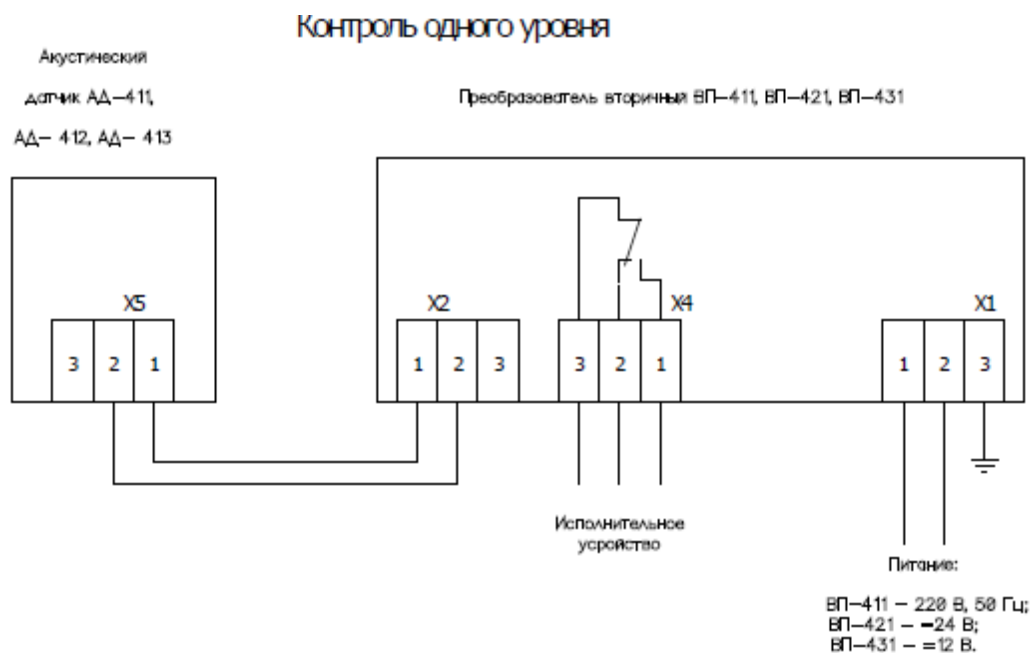 Контроль одного уровня
Акустический
датчик АД–411,
АД– 412, АД– 413
Преобразователь вторичный ВП–411, ВП–421, ВП–431
X5
3 2 1
X2
1 2 3
X4
3 2 1
X1
1 2 3
Исполнительное
усройство
Питание:
ВП–411 – 220 В, 50 Гц;
ВП–421 – =24 В;
ВП–431 – =12 В.